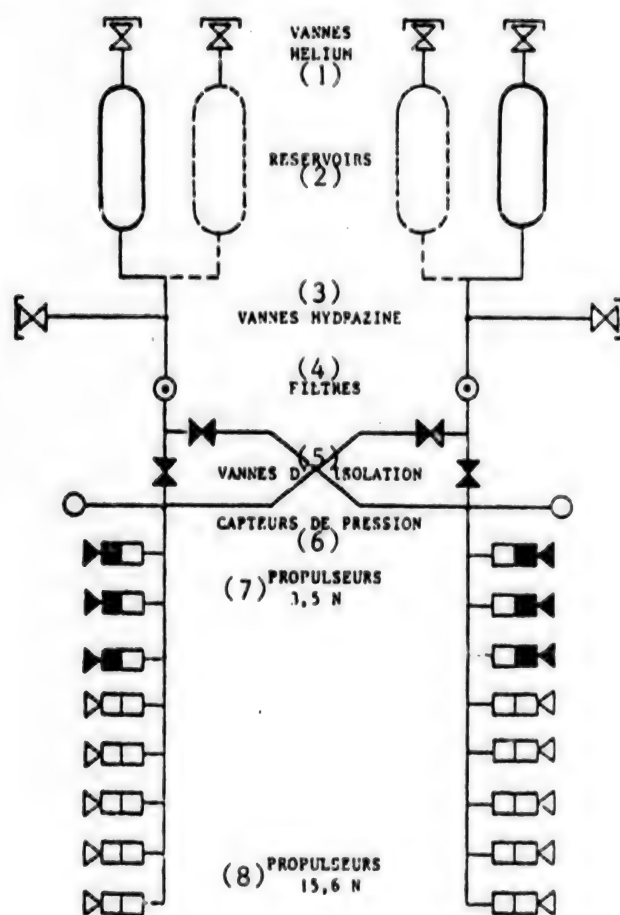 VANNES
HELIUM
(1)
RESERVOIRS
(2)
(3)
VANNES HYDRAZINE
(4)
FILTRES
(5)
VANNES D'ISOLATION
CAPTEURS DE PRESSION
(6)
(7) PROPULSEURS
3,5 N
(8) PROPULSEURS
15,6 N